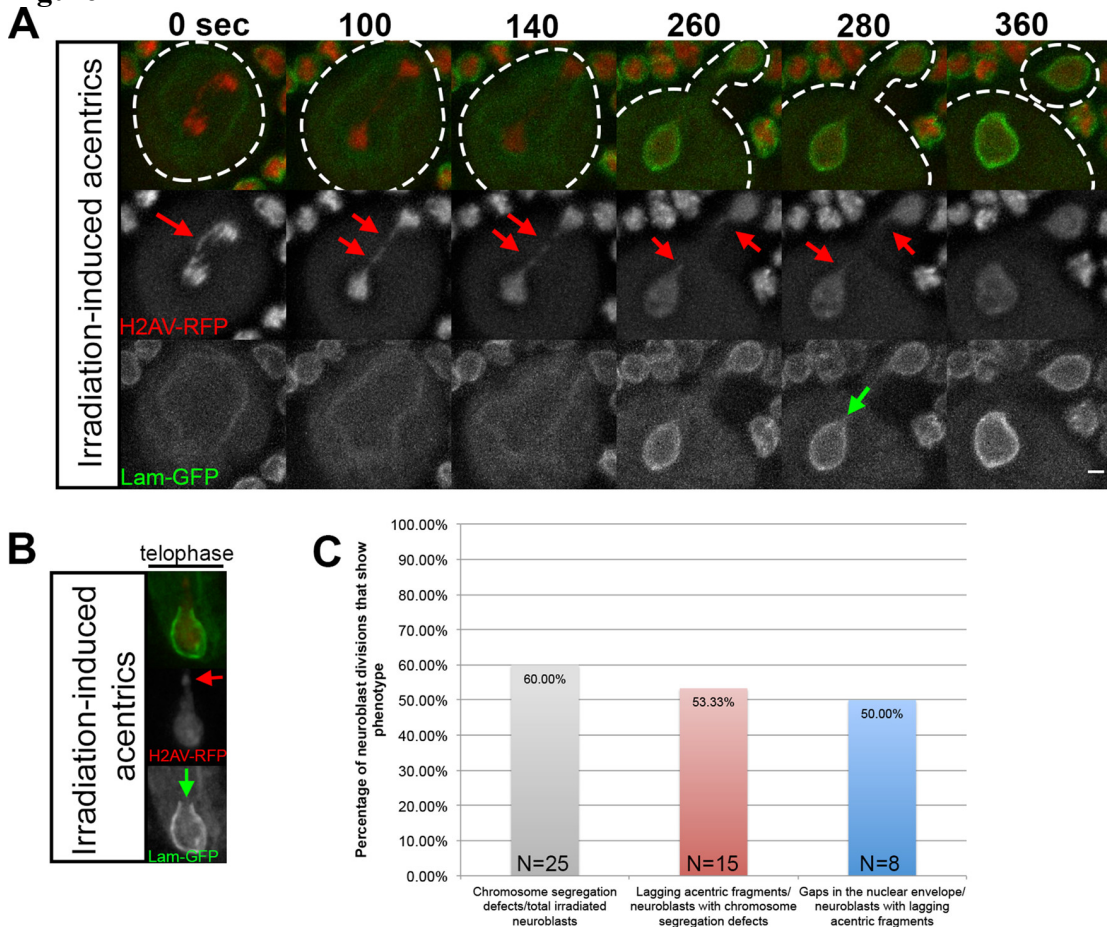 A
0 sec 100 140 260 280 360
Irradiation-induced acentrics
H2AV-RFP
Lam-GFP
B
telophase
Irradiation-induced
acentrics
H2AV-RFP
Lam-GFP
C
Percentage of neuroblast divisions that show
phenotype
100.00%
90.00%
80.00%
70.00%
60.00%
50.00%
40.00%
30.00%
20.00%
10.00%
0.00%
60.00%
53.33%
50.00%
N=25
N=15
N=8
Chromosome segregation
defects/total irradiated
neuroblasts
Lagging acentric fragments/
neuroblasts with chromosome
segregation defects
Gaps in the nuclear envelope/
neuroblasts with lagging
acentric fragments